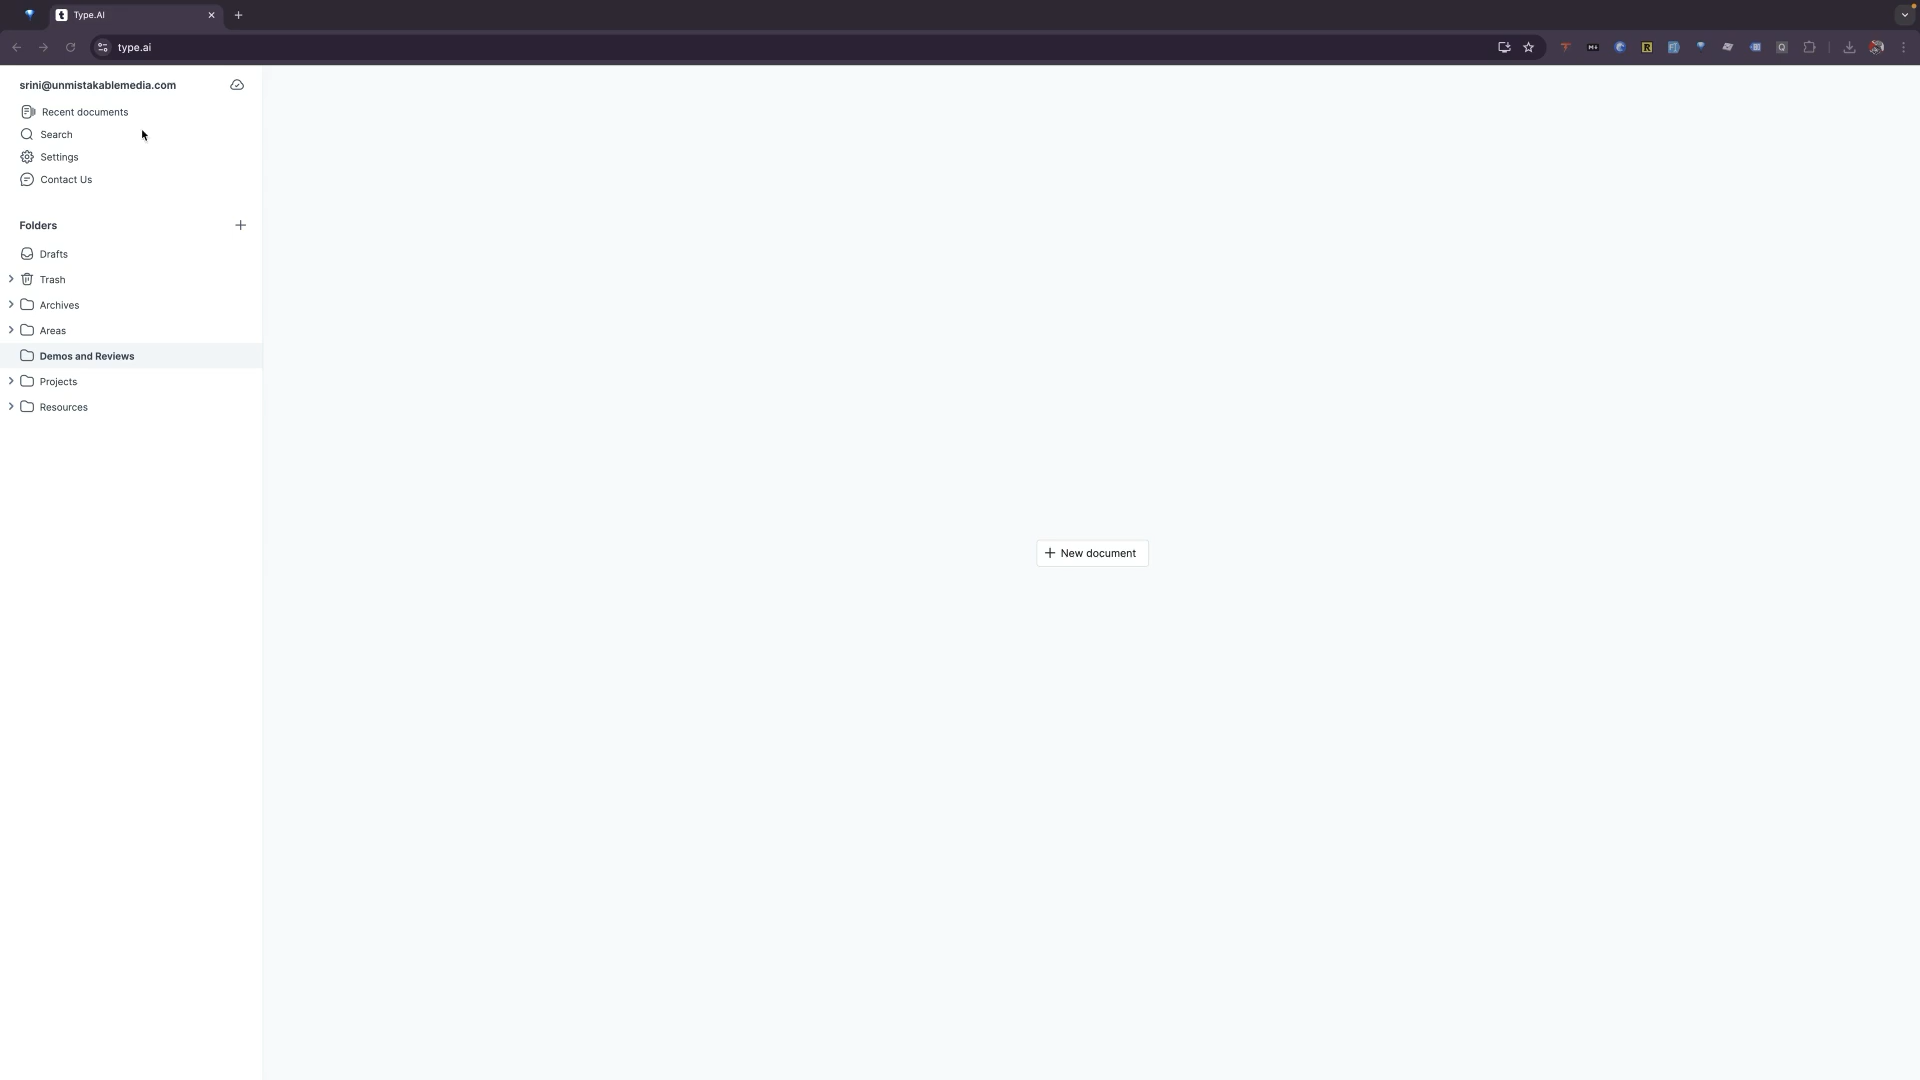 Type.AI
type.ai
srini@unmistakablemedia.com
Recent documents
Search
Settings
Contact Us
Folders
Drafts
Trash
Archives
Areas
Demos and Reviews
Projects
Resources
New document